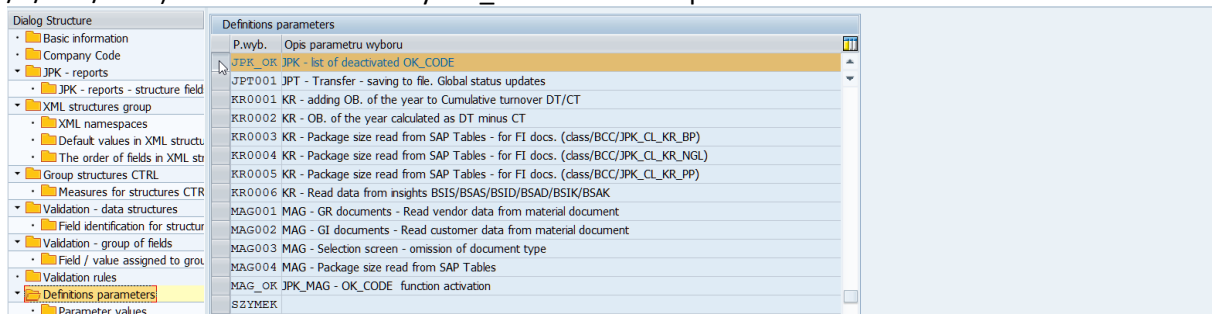 Dialog Structure
Basic information
Company Code
JPK - reports
JPK - reports - structure field
XML structures group
XML namespaces
Default values in XML structu
The order of fields in XML str
Group structures CTRL
Measures for structures CTR
Validation - data structures
Field identification for structur
Validation - group of fields
Field / value assigned to grou
Validation rules
Definitions parameters
Parameter values
Definitions parameters
P.wyb. Opis parametru wyboru
JPK_OK JPK - list of deactivated OK_CODE
JPT001 JPT - Transfer - saving to file. Global status updates
KR0001 KR - adding OB. of the year to Cumulative turnover DT/CT
KR0002 KR - OB. of the year calculated as DT minus CT
KR0003 KR - Package size read from SAP Tables - for FI docs. (class/BCC/JPK_CL_KR_BP)
KR0004 KR - Package size read from SAP Tables - for FI docs. (class/BCC/JPK_CL_KR_NGL)
KR0005 KR - Package size read from SAP Tables - for FI docs. (class/BCC/JPK_CL_KR_PP)
KR0006 KR - Read data from insights BSIS/BSAS/BSID/BSAD/BSIK/BSAK
MAG001 MAG - GR documents - Read vendor data from material document
MAG002 MAG - GI documents - Read customer data from material document
MAG003 MAG - Selection screen - omission of document type
MAG004 MAG - Package size read from SAP Tables
MAG_OK JPK_MAG - OK_CODE function activation
SZYMEK